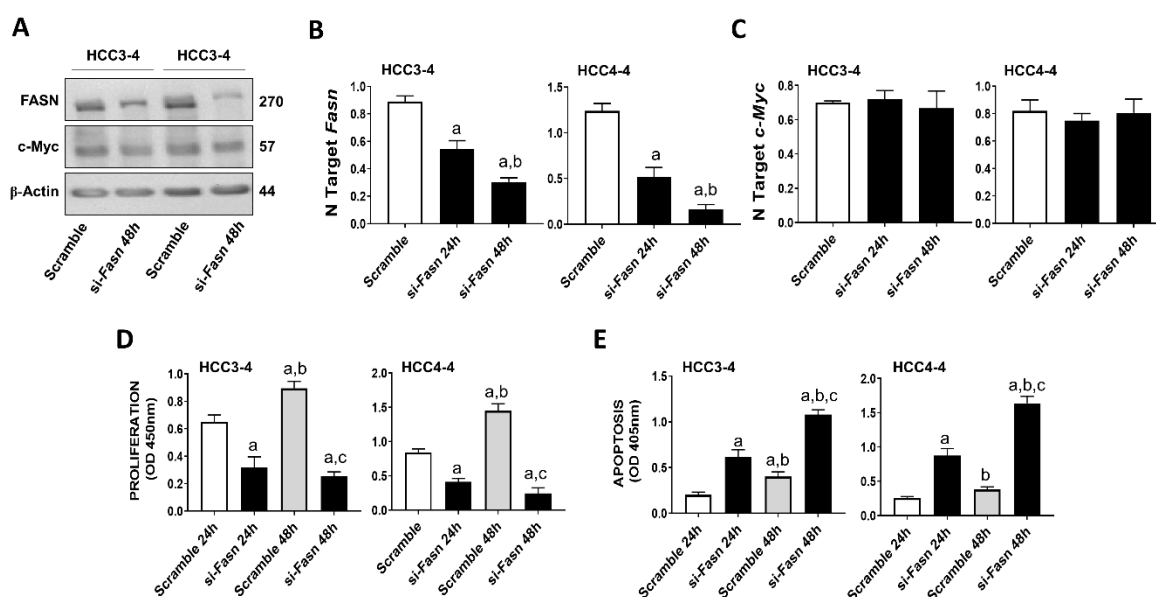 A
HCC3-4 HCC3-4
FASN 270
c-Myc 57
β-Actin 44
Scramble
si-Fasn 48h
Scramble
si-Fasn 48h
B
N Target Fasn
HCC3-4
1.0
0.8
0.6
0.4
0.2
0.0
a
a,b
Scramble
si-Fasn 24h
si-Fasn 48h
HCC4-4
1.5
1.0
0.5
0.0
a
a,b
Scramble
si-Fasn 24h
si-Fasn 48h
C
N Target c-Myc
HCC3-4
0.8
0.6
0.4
0.2
0.0
Scramble
si-Fasn 24h
si-Fasn 48h
HCC4-4
1.0
0.8
0.6
0.4
0.2
0.0
Scramble
si-Fasn 24h
si-Fasn 48h
D
PROLIFERATION
(OD 450nm)
HCC3-4
1.0
0.8
0.6
0.4
0.2
0.0
a
a,b
a,c
Scramble 24h
si-Fasn 24h
Scramble 48h
si-Fasn 48h
HCC4-4
2.0
1.5
1.0
0.5
0.0
a
a,b
a,c
Scramble
si-Fasn 24h
Scramble 48h
si-Fasn 48h
E
APOPTOSIS
(OD 405nm)
HCC3-4
1.5
1.0
0.5
0.0
a
a,b
a,b,c
Scramble 24h
si-Fasn 24h
Scramble 48h
si-Fasn 48h
HCC4-4
2.0
1.5
1.0
0.5
0.0
a
b
a,b,c
Scramble 24h
si-Fasn 24h
Scramble 48h
si-Fasn 48h